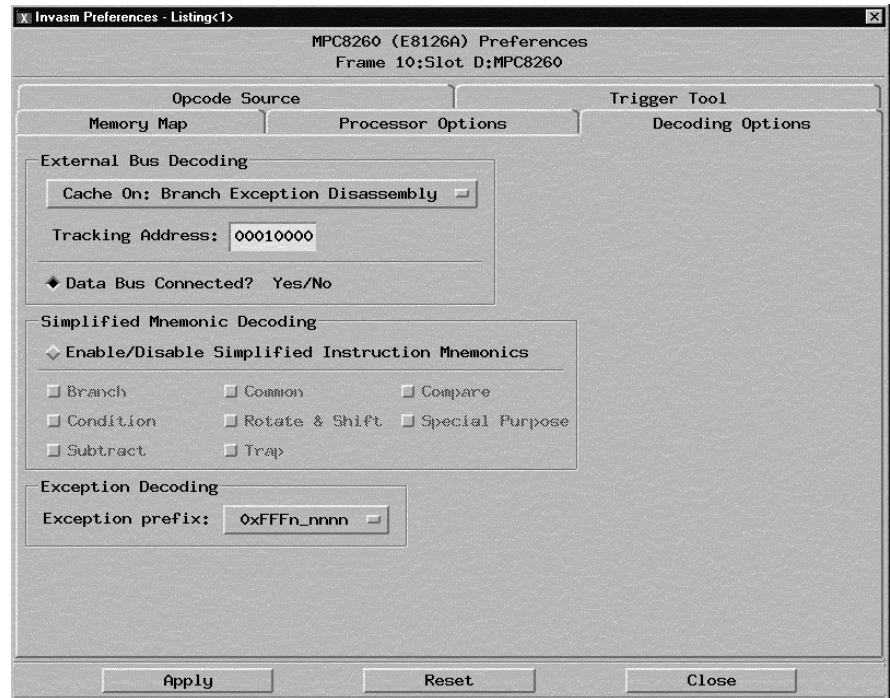 Invasm Preferences - Listing<1>
MPC8260 (E8126A) Preferences
Frame 10:Slot D:MPC8260
Opcode Source Trigger Tool
Memory Map Processor Options Decoding Options
External Bus Decoding
Cache On: Branch Exception Disassembly
Tracking Address: 00010000
Data Bus Connected? Yes/No
Simplified Mnemonic Decoding
Enable/Disable Simplified Instruction Mnemonics
Branch Common Compare
Condition Rotate & Shift Special Purpose
Subtract Trap
Exception Decoding
Exception prefix: 0xFFFn_nnnn
Apply Reset Close